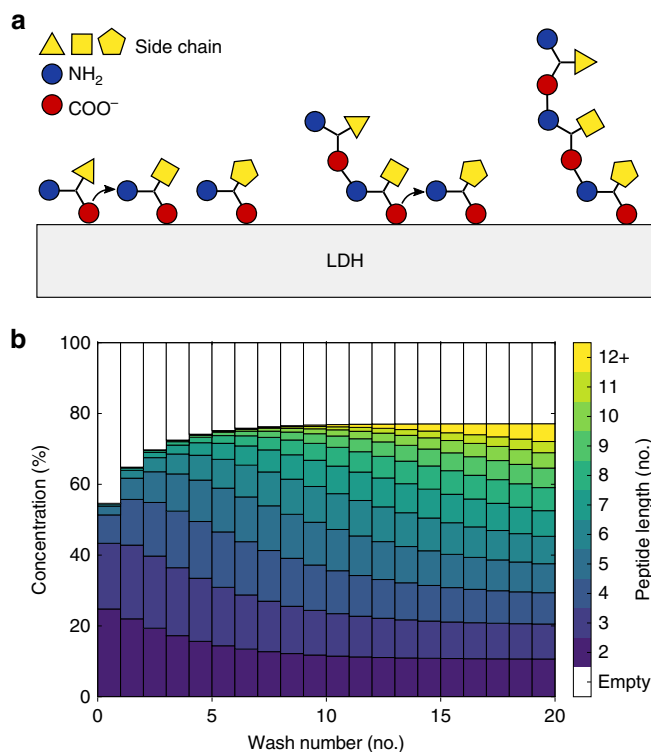 a
Side chain
NH₂
COO⁻
LDH
b
100
80
60
40
20
0
Concentration (%)
0
5
10
15
20
Wash number (no.)
12+
11
10
9
8
7
6
5
4
3
2
Empty
Peptide length (no.)